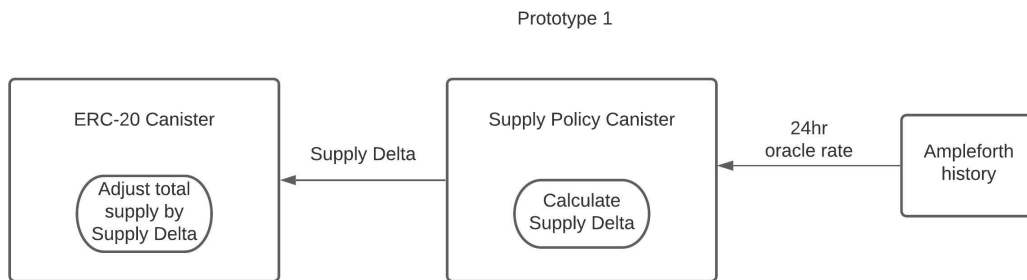 Prototype 1
ERC-20 Canister
Adjust total
supply by
Supply Delta
Supply Delta
Supply Policy Canister
Calculate
Supply Delta
24hr
oracle rate
Ampleforth
history